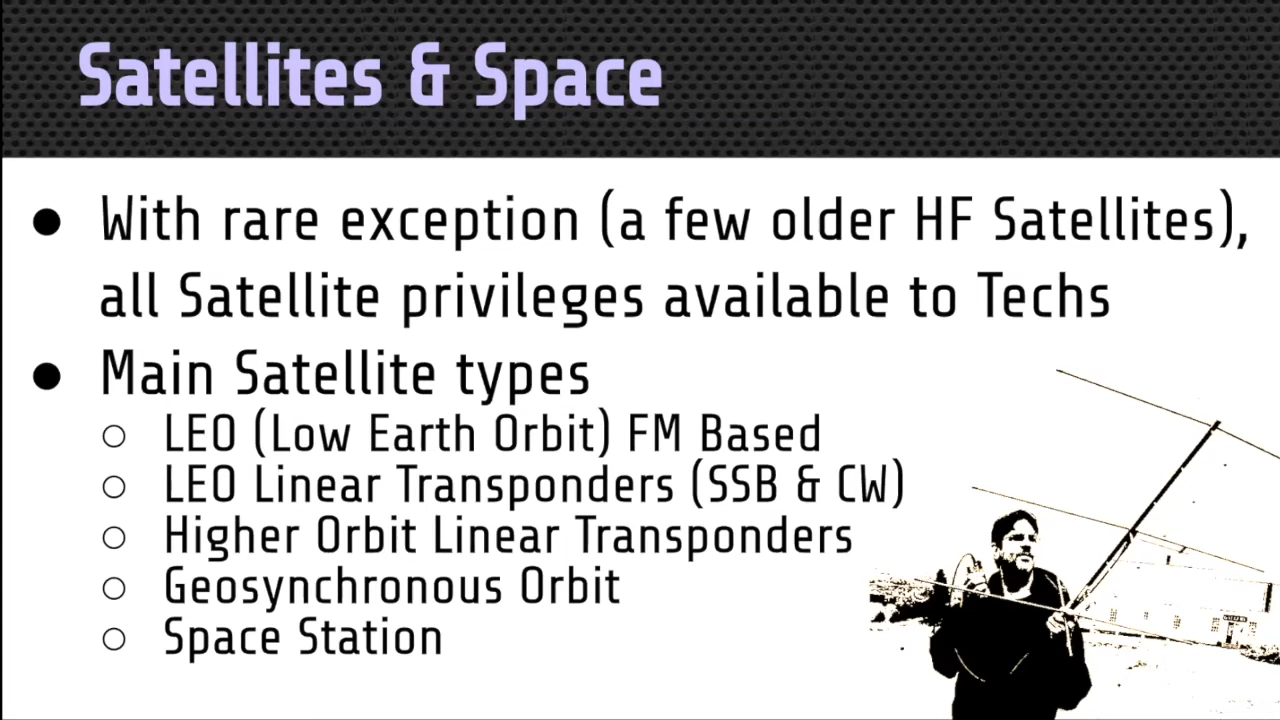 Satellites & Space
● With rare exception (a few older HF Satellites),
all Satellite privileges available to Techs
● Main Satellite types
○ LEO (Low Earth Orbit) FM Based
○ LEO Linear Transponders (SSB & CW)
○ Higher Orbit Linear Transponders
○ Geosynchronous Orbit
○ Space Station